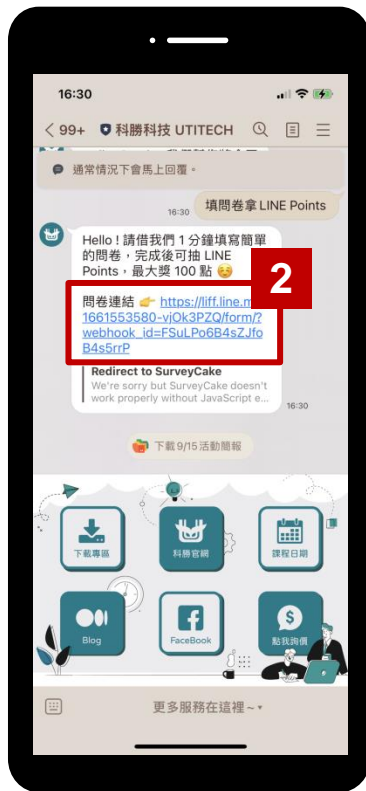 16:30
99+ 科勝科技 UTITECH
通常情況下會馬上回覆。
填問卷拿 LINE Points
16:30
Hello！請借我們 1 分鐘填寫簡單
的問卷，完成後可抽 LINE
Points，最大獎 100 點
2
問卷連結 👉 https://liff.line.m
1661553580-vjOk3PZQ/form/?
webhook_id=FSuLPo6B4sZJfo
B4s5rrP
Redirect to SurveyCake
We're sorry but SurveyCake doesn't
work properly without JavaScript e...
16:30
下載 9/15 活動簡報
下載專區
科勝官網
課程日期
Blog
FaceBook
點我詢價
更多服務在這裡~